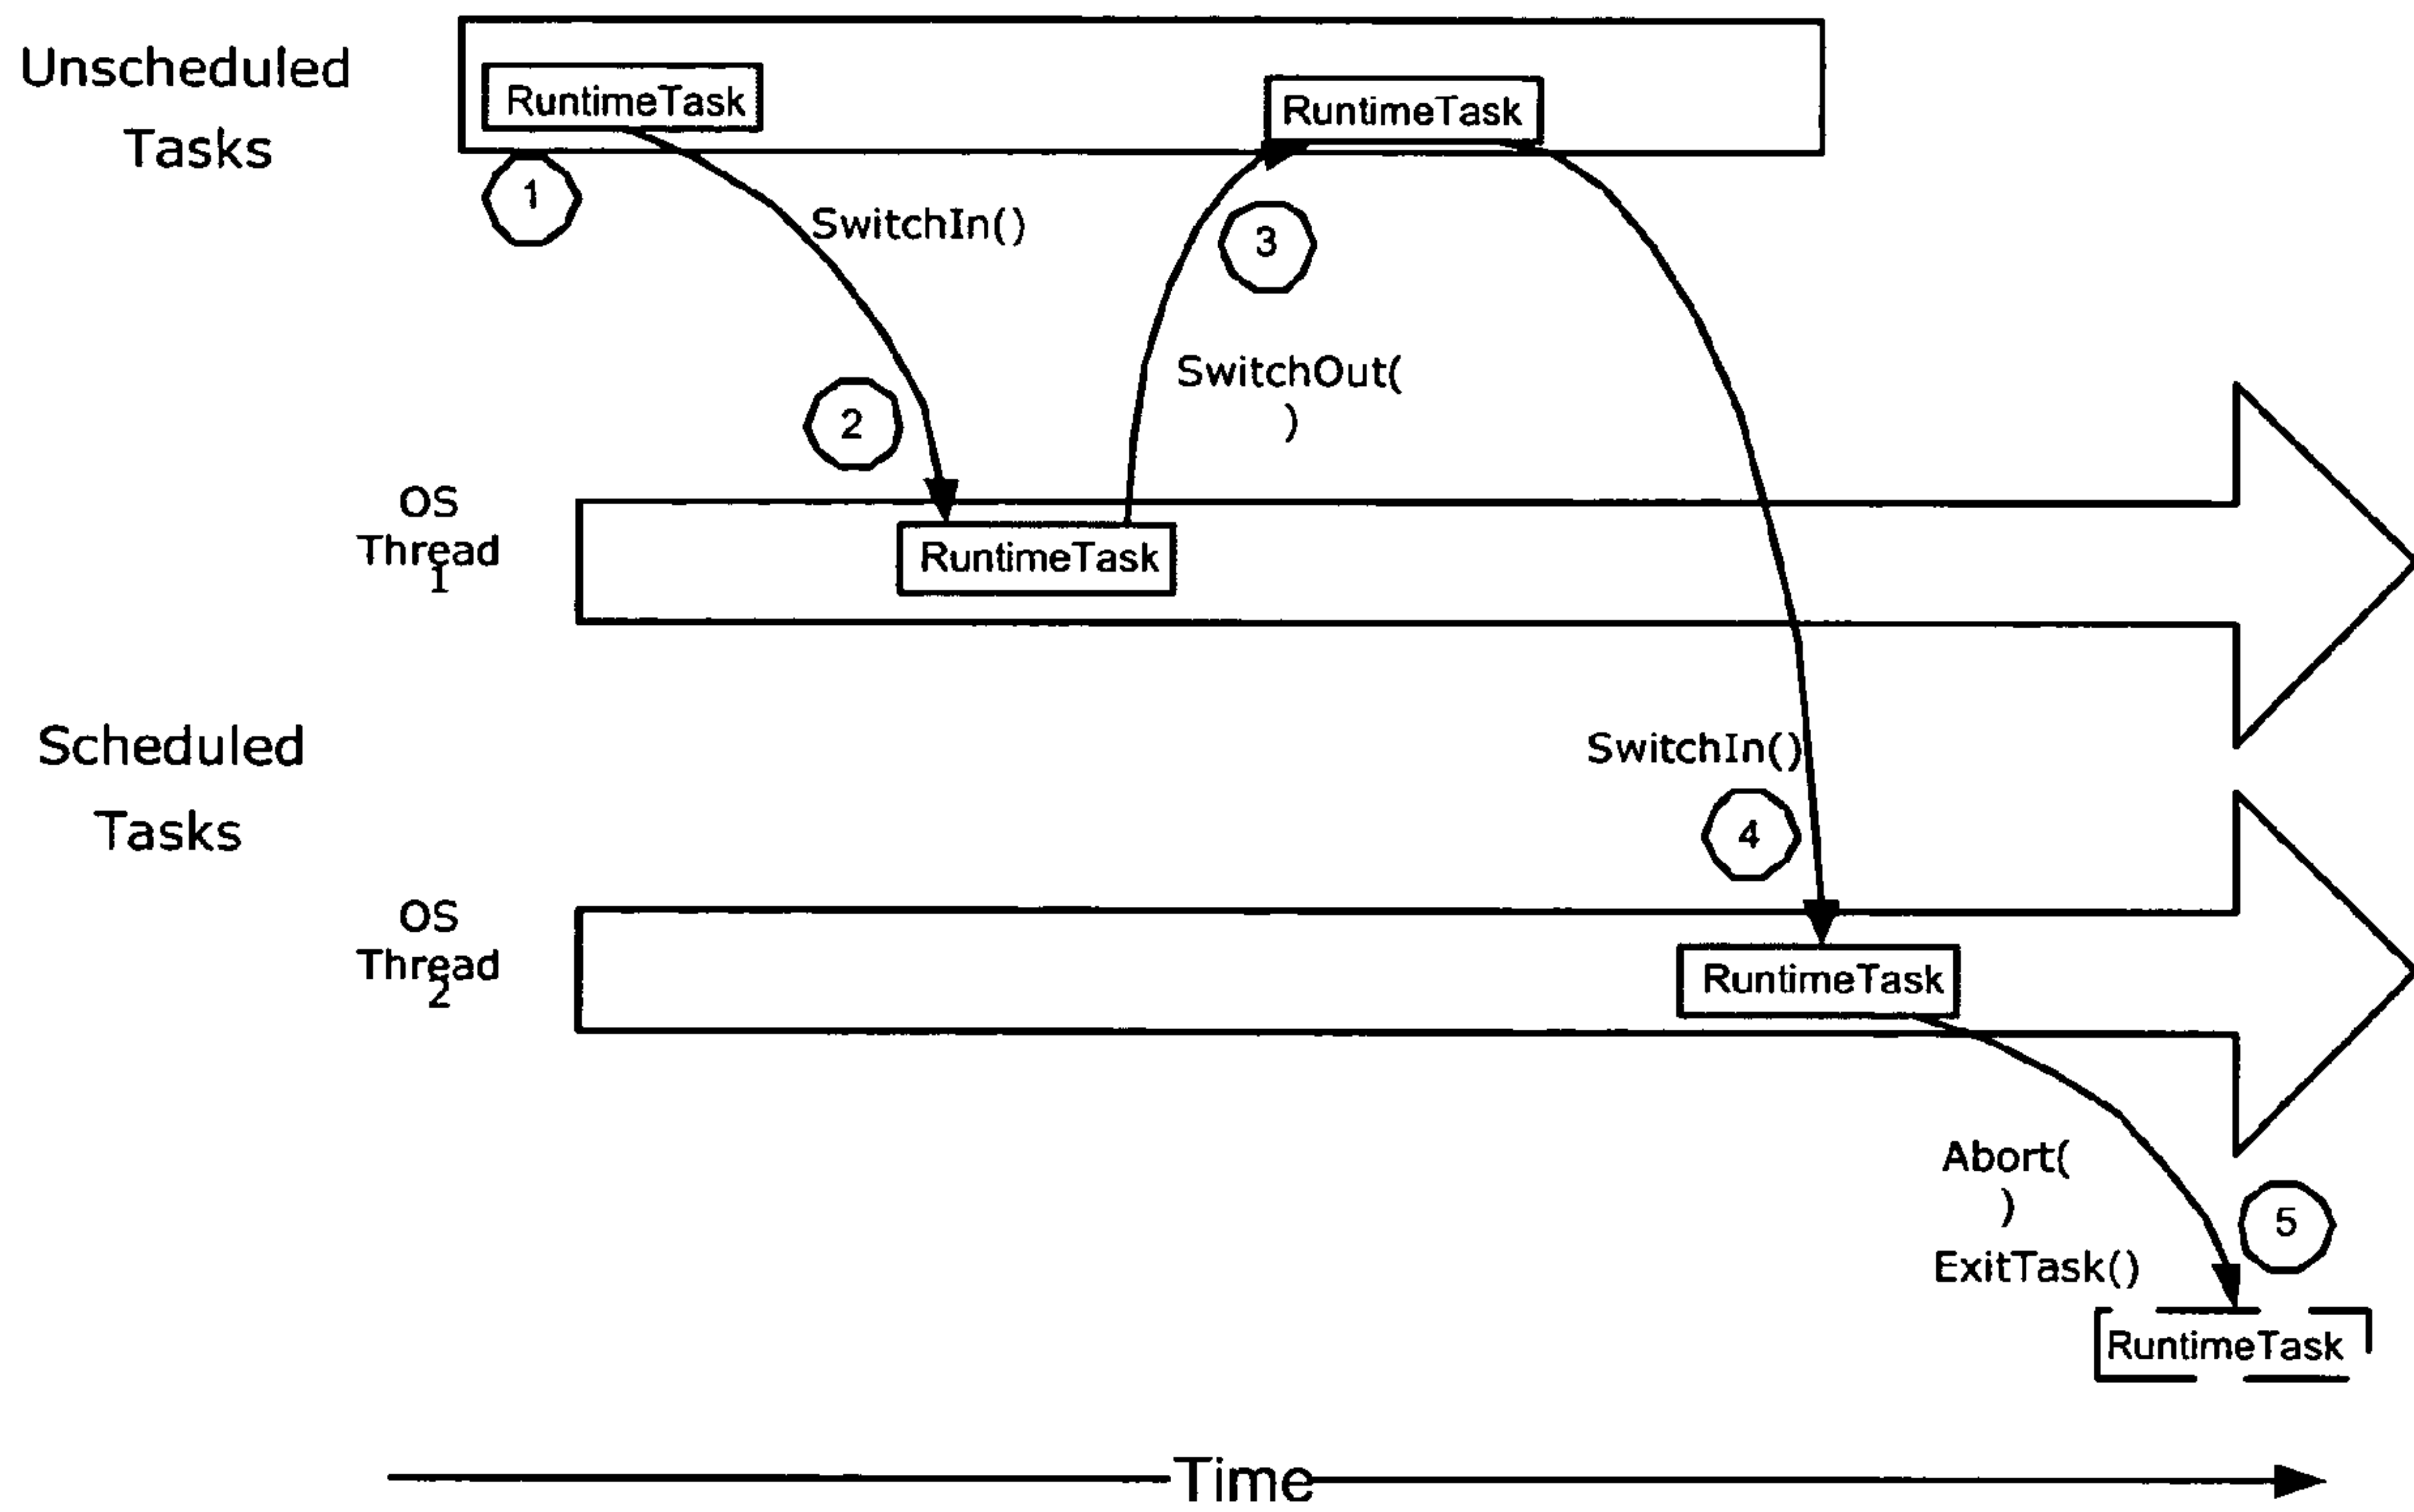 Unscheduled
Tasks
RuntimeTask
RuntimeTask
1
SwitchIn()
3
SwitchOut(
)
2
OS
Thread
1
RuntimeTask
Scheduled
Tasks
SwitchIn()
4
OS
Thread
2
RuntimeTask
Abort(
)
ExitTask()
5
RuntimeTask
Time